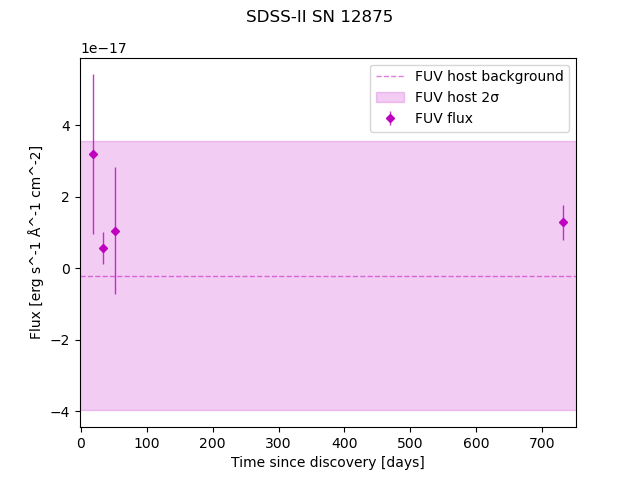 SDSS-II SN 12875
1e−17
FUV host background
FUV host 2σ
FUV flux
4
2
0
−2
−4
Flux [erg s^-1 Å^-1 cm^-2]
0 100 200 300 400 500 600 700
Time since discovery [days]